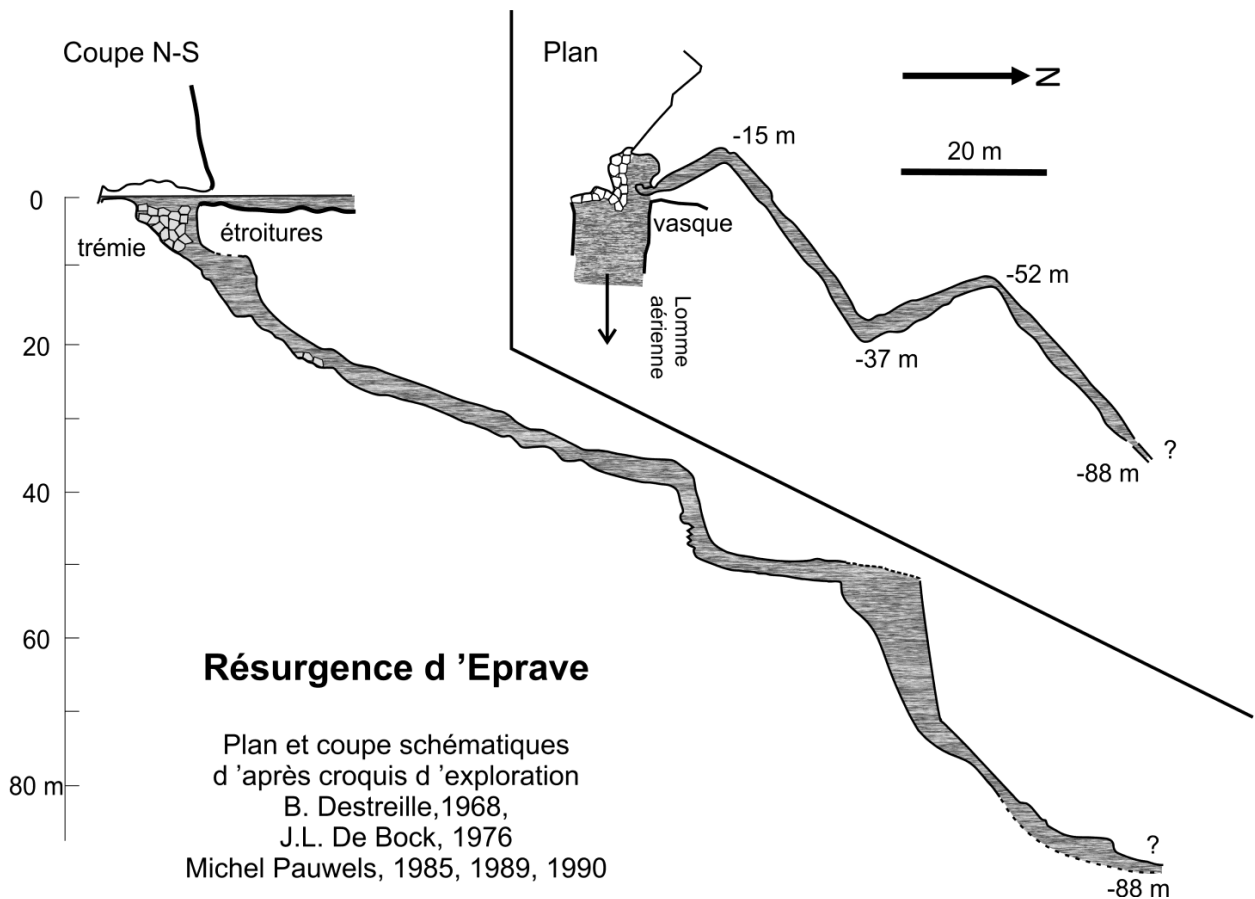 Coupe N-S
0
trémie
étroitures
20
40
60
80 m
?
-88 m
Plan
N
20 m
-15 m
vasque
Lomme
aérienne
-37 m
-52 m
?
-88 m
Résurgence d ’Eprave
Plan et coupe schématiques
d ’après croquis d ’exploration
B. Destreille,1968,
J.L. De Bock, 1976
Michel Pauwels, 1985, 1989, 1990